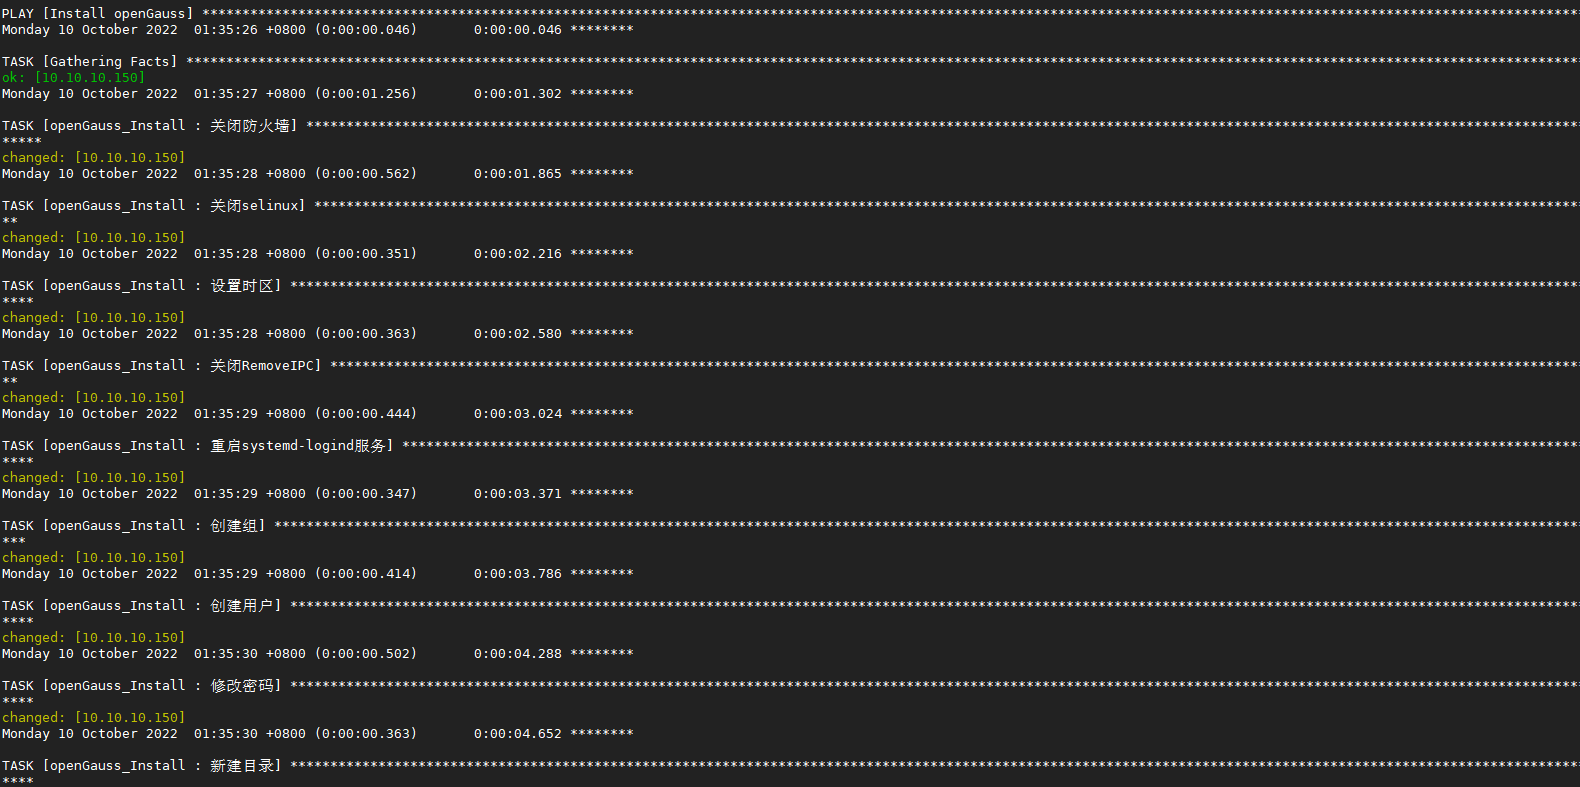 PLAY [Install openGauss] ****************************************************************************************************************************************************************************
Monday 10 October 2022  01:35:26 +0800 (0:00:00.046)       0:00:00.046 ********
TASK [Gathering Facts] ******************************************************************************************************************************************************************************
ok: [10.10.10.150]
Monday 10 October 2022  01:35:27 +0800 (0:00:01.256)       0:00:01.302 ********
TASK [openGauss_Install : 关闭防火墙] ***************************************************************************************************************************************************************
*****
changed: [10.10.10.150]
Monday 10 October 2022  01:35:28 +0800 (0:00:00.562)       0:00:01.865 ********
TASK [openGauss_Install : 关闭selinux] **************************************************************************************************************************************************************
**
changed: [10.10.10.150]
Monday 10 October 2022  01:35:28 +0800 (0:00:00.351)       0:00:02.216 ********
TASK [openGauss_Install : 设置时区] *****************************************************************************************************************************************************************
****
changed: [10.10.10.150]
Monday 10 October 2022  01:35:28 +0800 (0:00:00.363)       0:00:02.580 ********
TASK [openGauss_Install : 关闭RemoveIPC] ************************************************************************************************************************************************************
**
changed: [10.10.10.150]
Monday 10 October 2022  01:35:29 +0800 (0:00:00.444)       0:00:03.024 ********
TASK [openGauss_Install : 重启systemd-logind服务] ***************************************************************************************************************************************************
****
changed: [10.10.10.150]
Monday 10 October 2022  01:35:29 +0800 (0:00:00.347)       0:00:03.371 ********
TASK [openGauss_Install : 创建组] *******************************************************************************************************************************************************************
***
changed: [10.10.10.150]
Monday 10 October 2022  01:35:29 +0800 (0:00:00.414)       0:00:03.786 ********
TASK [openGauss_Install : 创建用户] *****************************************************************************************************************************************************************
****
changed: [10.10.10.150]
Monday 10 October 2022  01:35:30 +0800 (0:00:00.502)       0:00:04.288 ********
TASK [openGauss_Install : 修改密码] *****************************************************************************************************************************************************************
****
changed: [10.10.10.150]
Monday 10 October 2022  01:35:30 +0800 (0:00:00.363)       0:00:04.652 ********
TASK [openGauss_Install : 新建目录] *****************************************************************************************************************************************************************
****